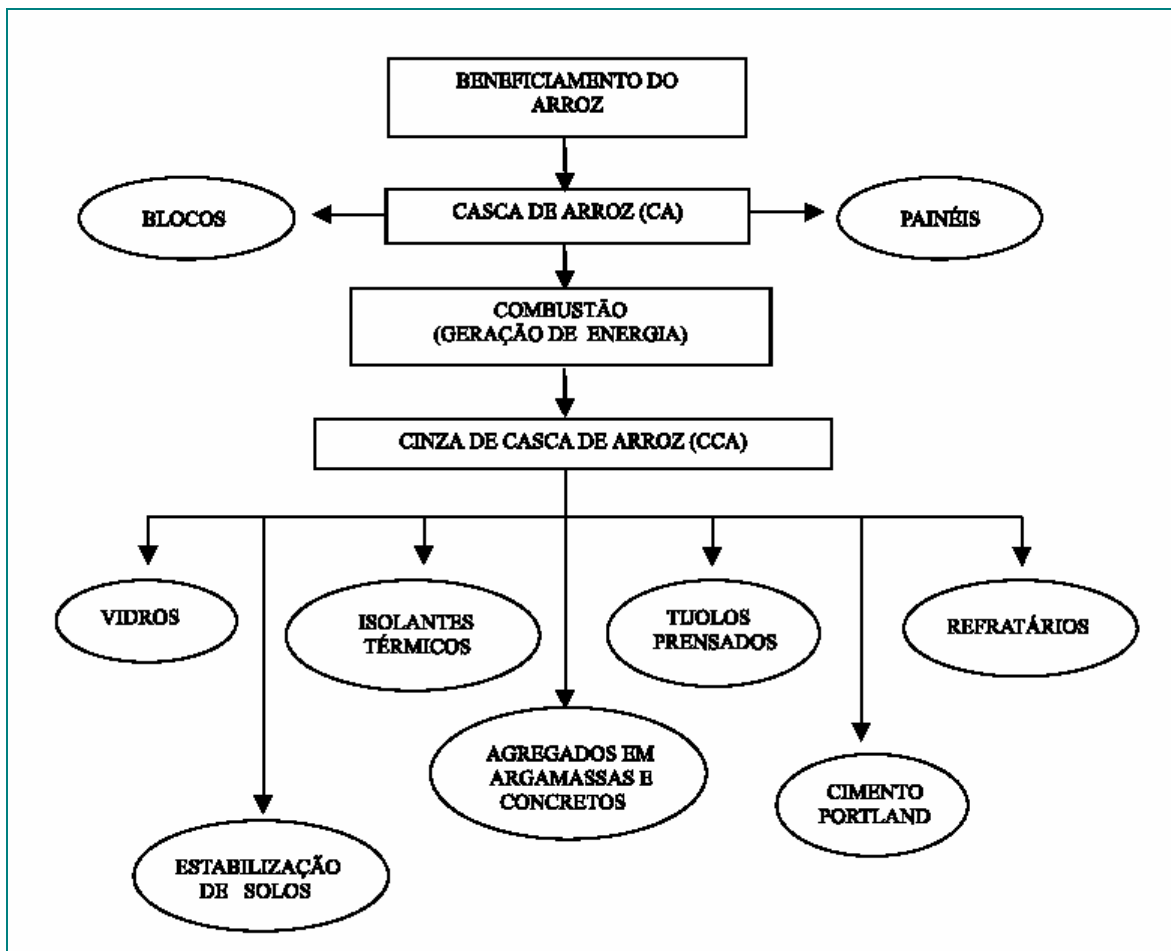 BENEFICIAMENTO DO
ARROZ
BLOCOS
CASCA DE ARROZ (CA)
PAINÉIS
COMBUSTÃO
(GERAÇÃO DE ENERGIA)
CINZA DE CASCA DE ARROZ (CCA)
VIDROS
ISOLANTES
TÉRMICOS
TIJOLOS
PRENSADOS
REFRATÁRIOS
AGREGADOS EM
ARGAMASSAS E
CONCRETOS
CIMENTO
PORTLAND
ESTABILIZAÇÃO
DE SOLOS